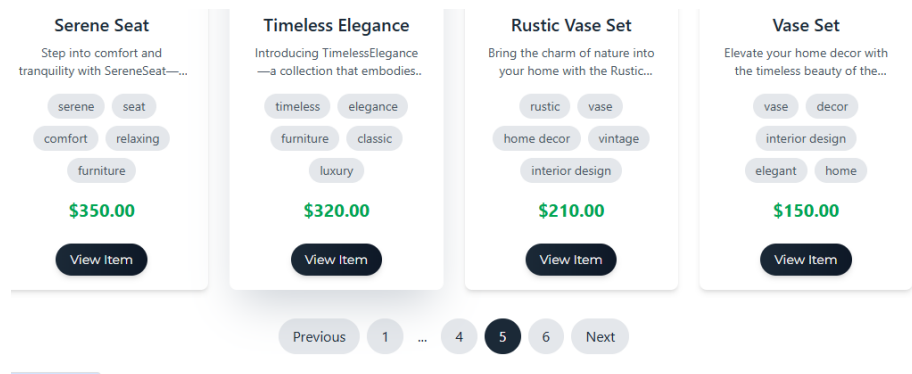 Serene Seat
Step into comfort and
tranquility with SereneSeat—...
serene seat
comfort relaxing
furniture
$350.00
View Item
Timeless Elegance
Introducing TimelessElegance
—a collection that embodies..
timeless elegance
furniture classic
luxury
$320.00
View Item
Rustic Vase Set
Bring the charm of nature into
your home with the Rustic...
rustic vase
home decor vintage
interior design
$210.00
View Item
Vase Set
Elevate your home decor with
the timeless beauty of the...
vase decor
interior design
elegant home
$150.00
View Item
Previous 1 ... 4 5 6 Next